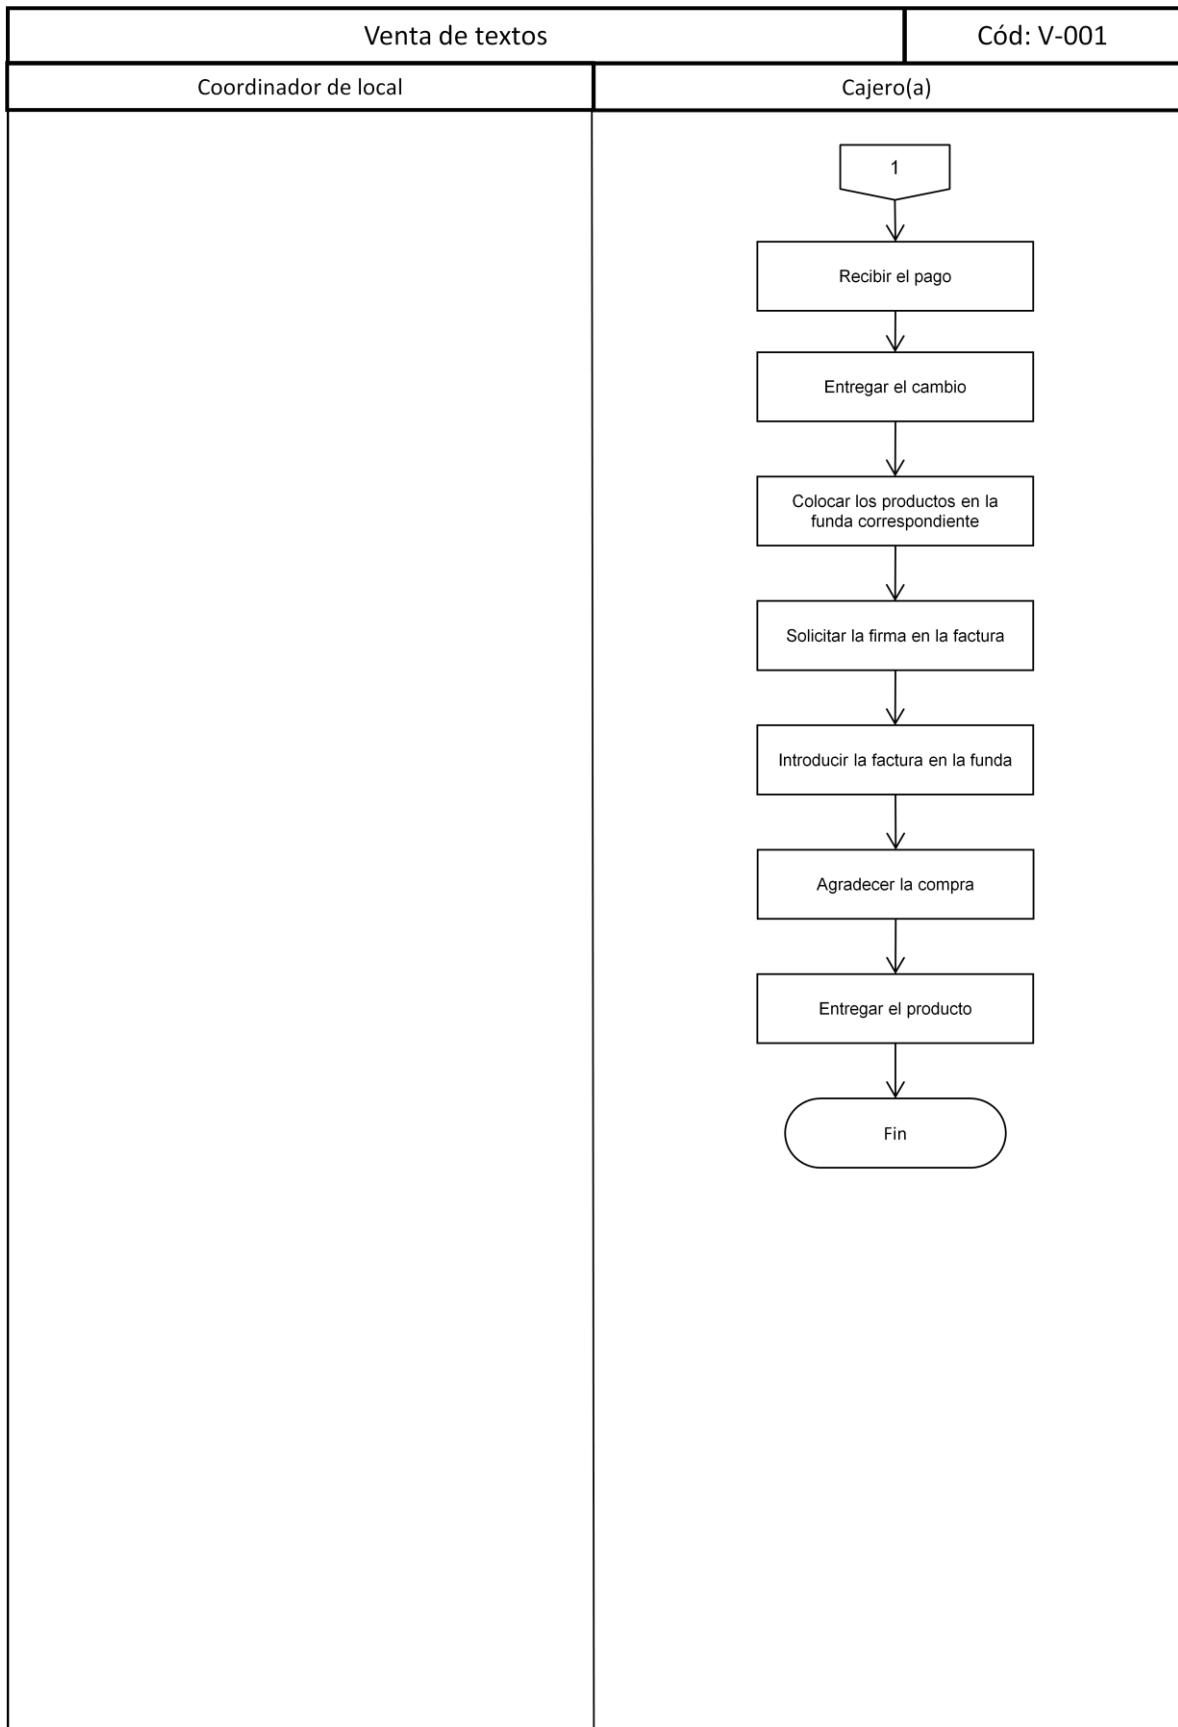 Venta de textos
Cód: V-001
Coordinador de local
Cajero(a)
1
Recibir el pago
Entregar el cambio
Colocar los productos en la
funda correspondiente
Solicitar la firma en la factura
Introducir la factura en la funda
Agradecer la compra
Entregar el producto
Fin